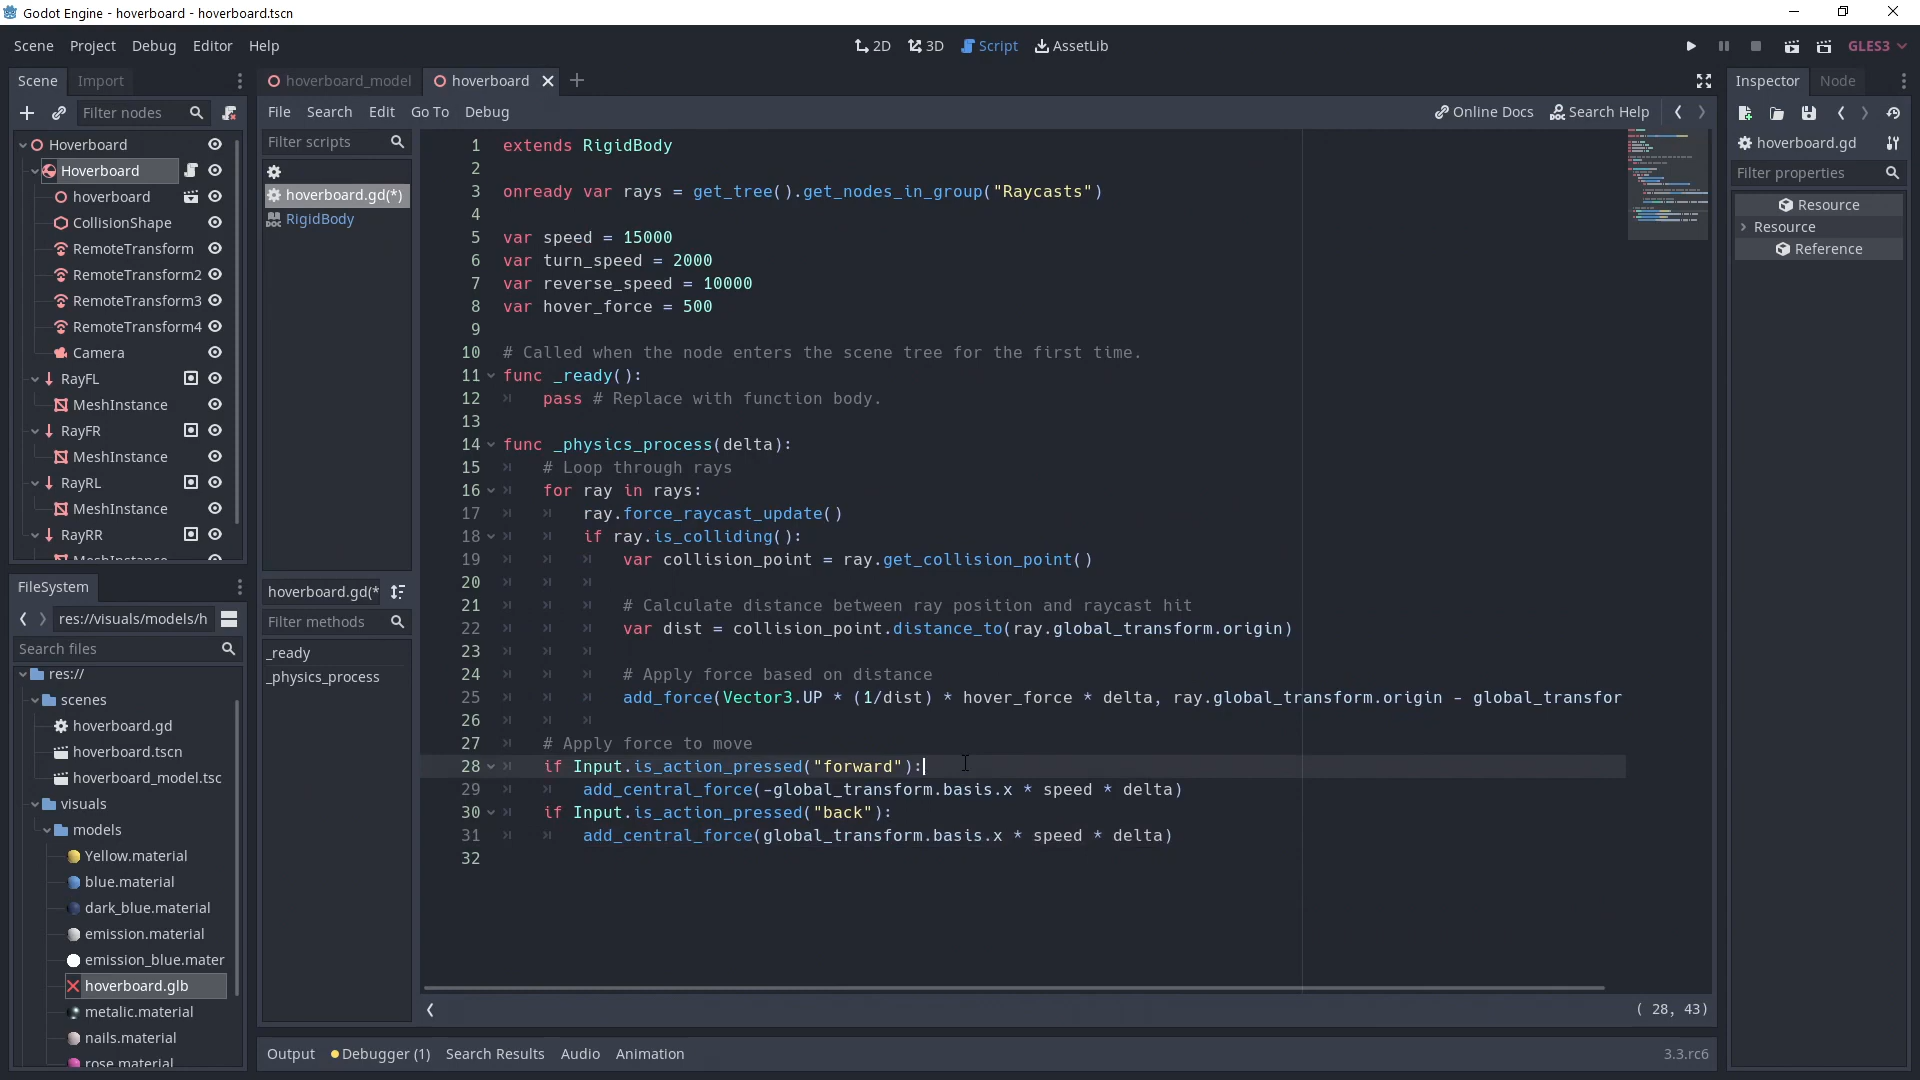 Godot Engine - hoverboard - hoverboard.tscn
Scene Project Debug Editor Help
2D 3D Script AssetLib
GLES3
Scene Import
Filter nodes
Hoverboard
Hoverboard
hoverboard
CollisionShape
RemoteTransform
RemoteTransform2
RemoteTransform3
RemoteTransform4
Camera
RayFL
MeshInstance
RayFR
MeshInstance
RayRL
MeshInstance
RayRR
MeshInstance
FileSystem
res://visuals/models/h
Search files
res://
scenes
hoverboard.gd
hoverboard.tscn
hoverboard_model.tsc
visuals
models
Yellow.material
blue.material
dark_blue.material
emission.material
emission_blue.mater
hoverboard.glb
metalic.material
nails.material
rose.material
hoverboard_model hoverboard
File Search Edit Go To Debug
Online Docs Search Help
Filter scripts
hoverboard.gd(*)
RigidBody
hoverboard.gd(*
Filter methods
_ready
_physics_process
1 extends RigidBody
2
3 onready var rays = get_tree().get_nodes_in_group("Raycasts")
4
5 var speed = 15000
6 var turn_speed = 2000
7 var reverse_speed = 10000
8 var hover_force = 500
9
10 # Called when the node enters the scene tree for the first time.
11 func _ready():
12 pass # Replace with function body.
13
14 func _physics_process(delta):
15 # Loop through rays
16 for ray in rays:
17 ray.force_raycast_update()
18 if ray.is_colliding():
19 var collision_point = ray.get_collision_point()
20
21 # Calculate distance between ray position and raycast hit
22 var dist = collision_point.distance_to(ray.global_transform.origin)
23
24 # Apply force based on distance
25 add_force(Vector3.UP * (1/dist) * hover_force * delta, ray.global_transform.origin - global_transfor
26
27 # Apply force to move
28 if Input.is_action_pressed("forward"):
29 add_central_force(-global_transform.basis.x * speed * delta)
30 if Input.is_action_pressed("back"):
31 add_central_force(global_transform.basis.x * speed * delta)
32
( 28, 43)
Output Debugger (1) Search Results Audio Animation
3.3.rc6
Inspector Node
hoverboard.gd
Filter properties
Resource
Resource
Reference